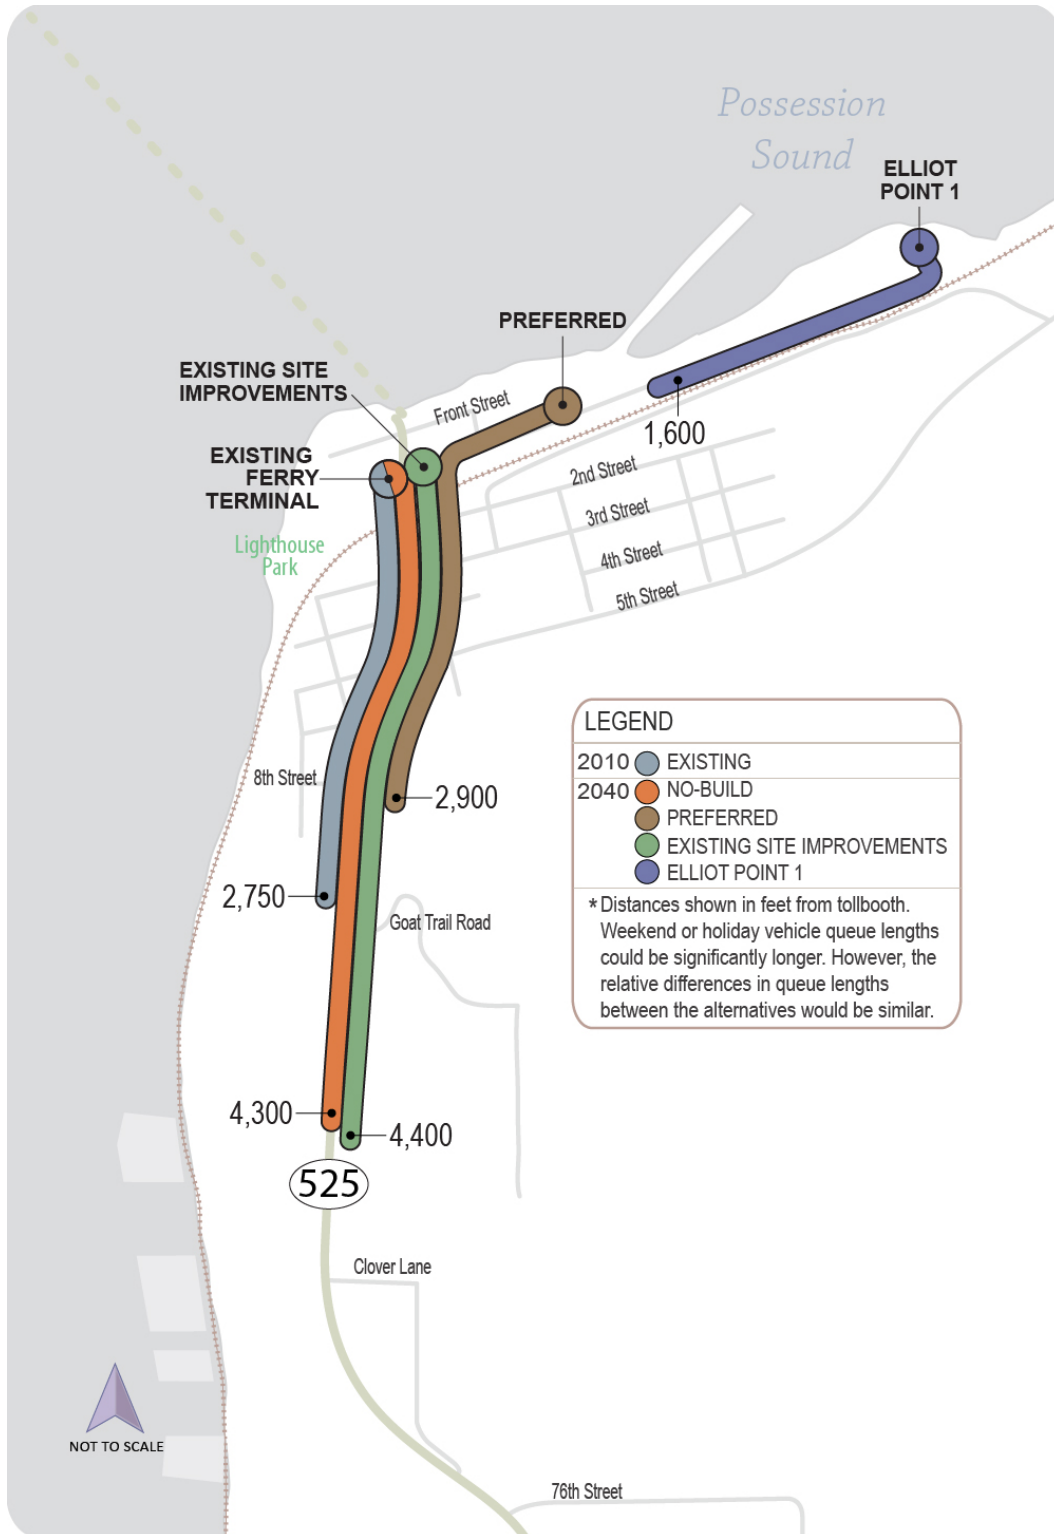 Possession
Sound
ELLIOT
POINT 1
PREFERRED
EXISTING SITE
IMPROVEMENTS
Front Street
1,600
EXISTING
FERRY
TERMINAL
2nd Street
3rd Street
Lighthouse
Park
4th Street
5th Street
LEGEND
2010 EXISTING
2040 NO-BUILD
PREFERRED
EXISTING SITE IMPROVEMENTS
ELLIOT POINT 1
* Distances shown in feet from tollbooth.
Weekend or holiday vehicle queue lengths
could be significantly longer. However, the
relative differences in queue lengths
between the alternatives would be similar.
8th Street
2,900
2,750
Goat Trail Road
4,300
4,400
525
Clover Lane
NOT TO SCALE
76th Street